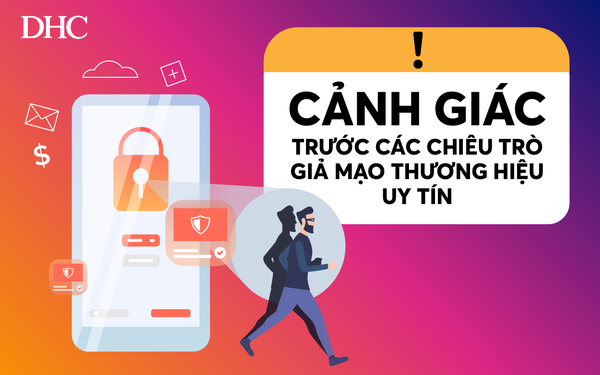 DHC
!
CẢNH GIÁC
TRƯỚC CÁC CHIÊU TRÒ
GIẢ MẠO THƯƠNG HIỆU
UY TÍN
$